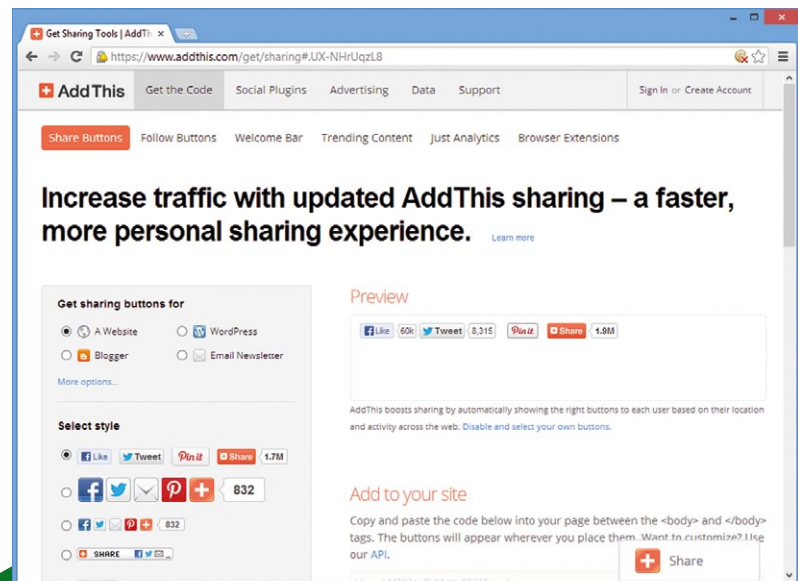 Get Sharing Tools | AddTh
https://www.addthis.com/get/sharing#.UX-NHrUqzL8
AddThis Get the Code Social Plugins Advertising Data Support Sign In or Create Account
Share Buttons Follow Buttons Welcome Bar Trending Content Just Analytics Browser Extensions
Increase traffic with updated AddThis sharing – a faster,
more personal sharing experience. Learn more
Get sharing buttons for
A Website WordPress
Blogger Email Newsletter
More options...
Select style
Like Tweet Pin it Share 1.7M
832
832
SHARE
Preview
Like 60k Tweet 8,315 Pin it Share 1.9M
AddThis boosts sharing by automatically showing the right buttons to each user based on their location
and activity across the web. Disable and select your own buttons.
Add to your site
Copy and paste the code below into your page between the <body> and </body>
tags. The buttons will appear wherever you place them. Want to customize? Use
our API.
Share